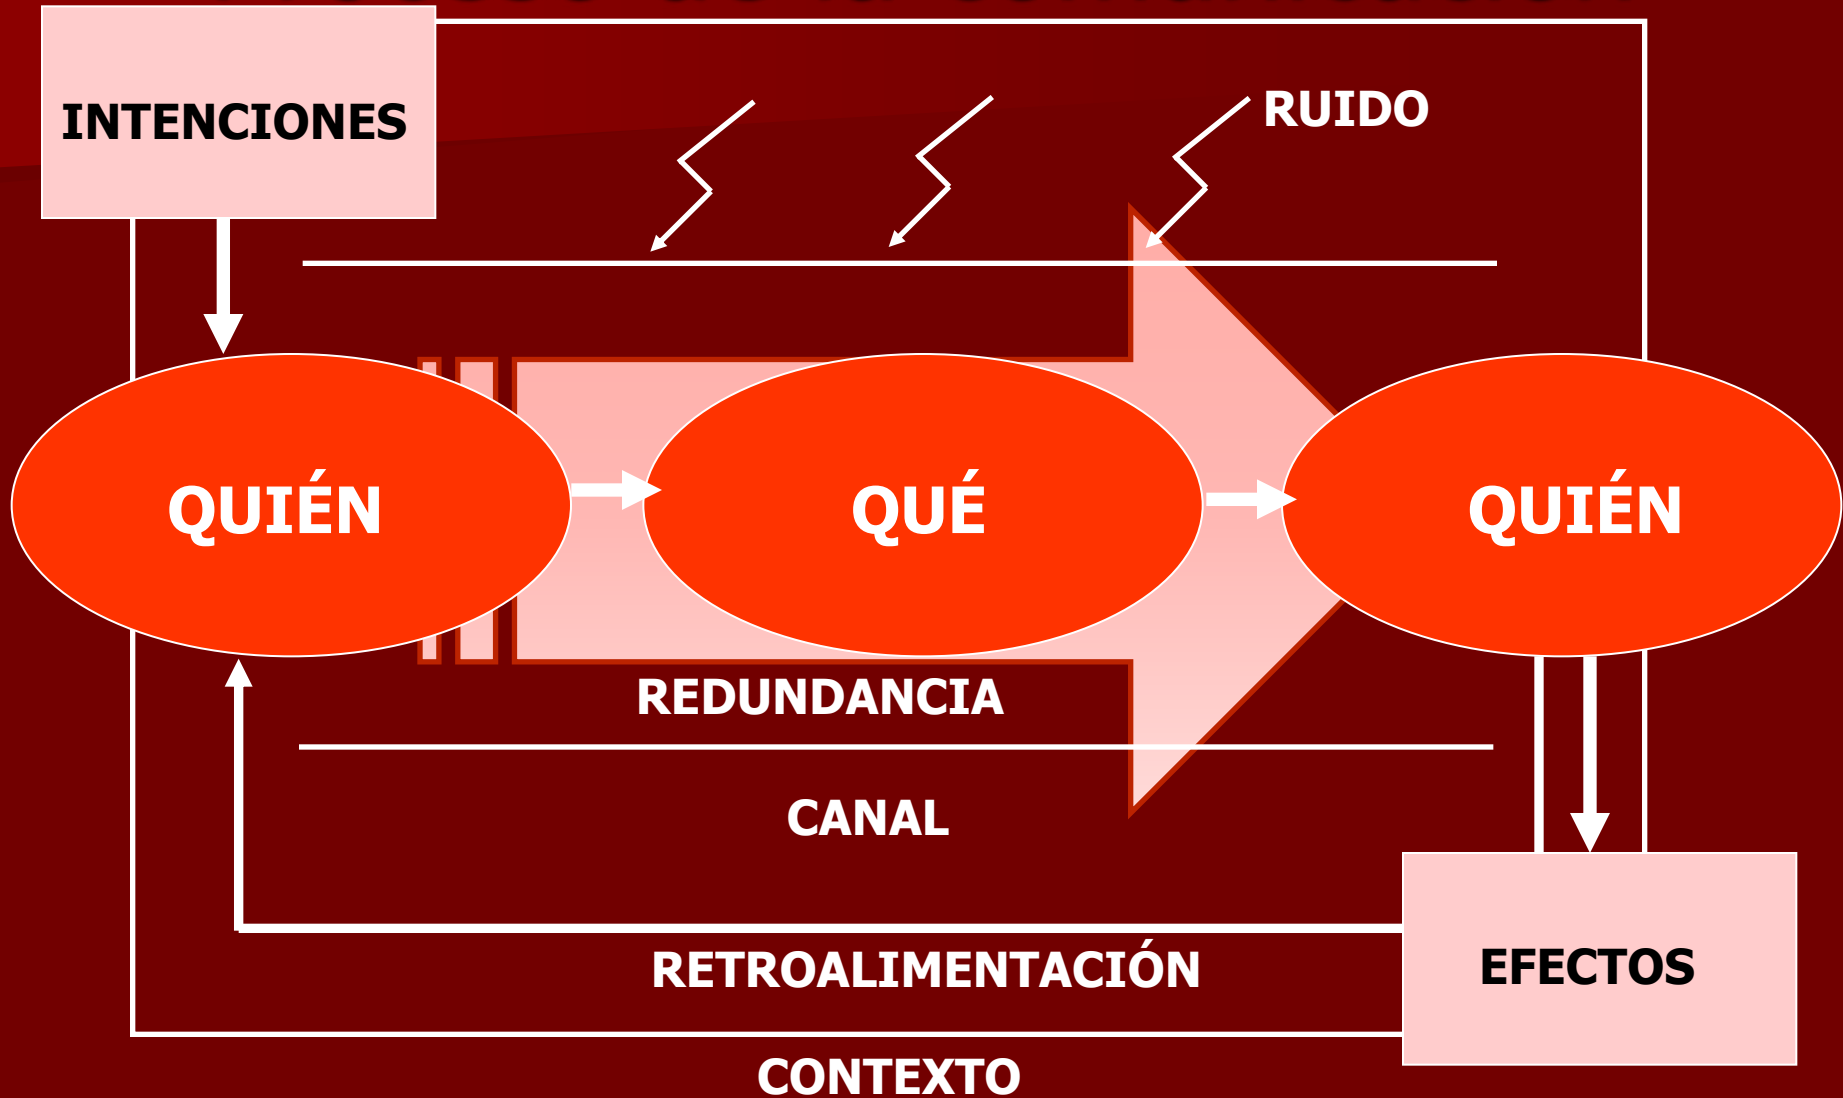 INTENCIONES
RUIDO
QUIÉN
QUÉ
QUIÉN
REDUNDANCIA
CANAL
RETROALIMENTACIÓN
EFECTOS
CONTEXTO